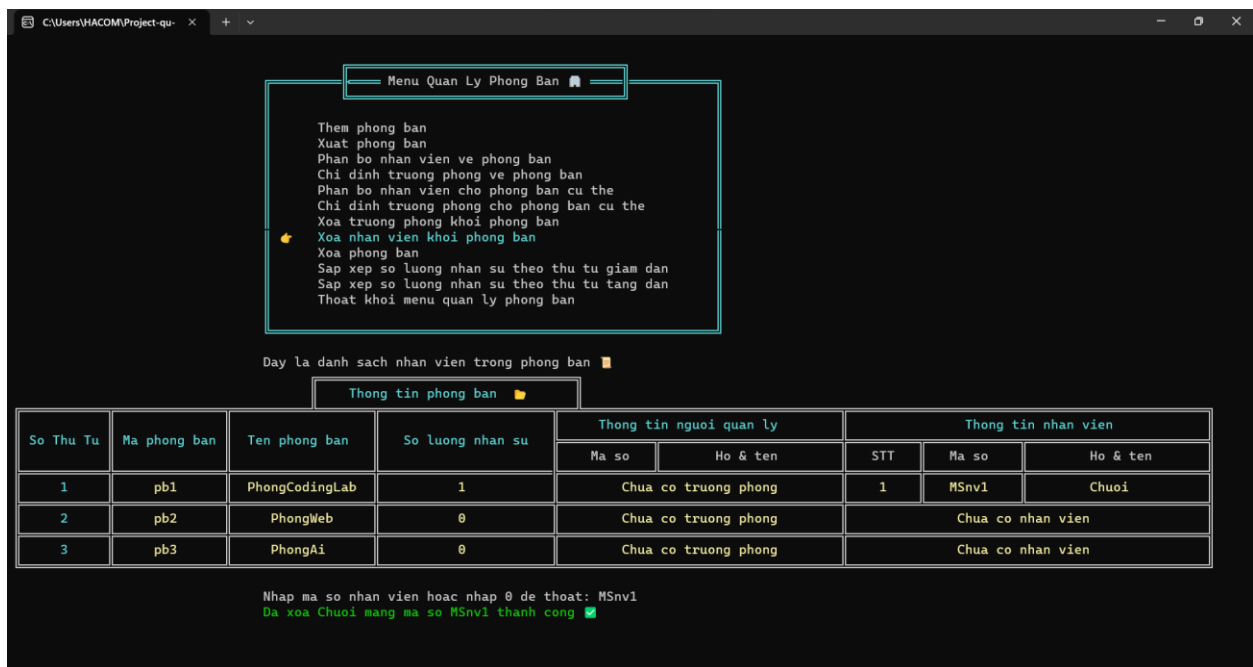 C:\Users\HACOM\Project-qu-
Menu Quan Ly Phong Ban
Them phong ban
Xuat phong ban
Phan bo nhan vien ve phong ban
Chi dinh truong phong ve phong ban
Phan bo nhan vien cho phong ban cu the
Chi dinh truong phong cho phong ban cu the
Xoa truong phong khoi phong ban
Xoa nhan vien khoi phong ban
Xoa phong ban
Sap xep so luong nhan su theo thu tu giam dan
Sap xep so luong nhan su theo thu tu tang dan
Thoat khoi menu quan ly phong ban
Day la danh sach nhan vien trong phong ban
Thong tin phong ban
So Thu Tu Ma phong ban Ten phong ban So luong nhan su Thong tin nguoi quan ly Thong tin nhan vien
Ma so Ho & ten STT Ma so Ho & ten
1 pb1 PhongCodingLab 1 Chua co truong phong 1 MSnv1 Chuoi
2 pb2 PhongWeb 0 Chua co truong phong Chua co nhan vien
3 pb3 PhongAi 0 Chua co truong phong Chua co nhan vien
Nhap ma so nhan vien hoac nhap 0 de thoat: MSnv1
Da xoa Chuoi mang ma so MSnv1 thanh cong